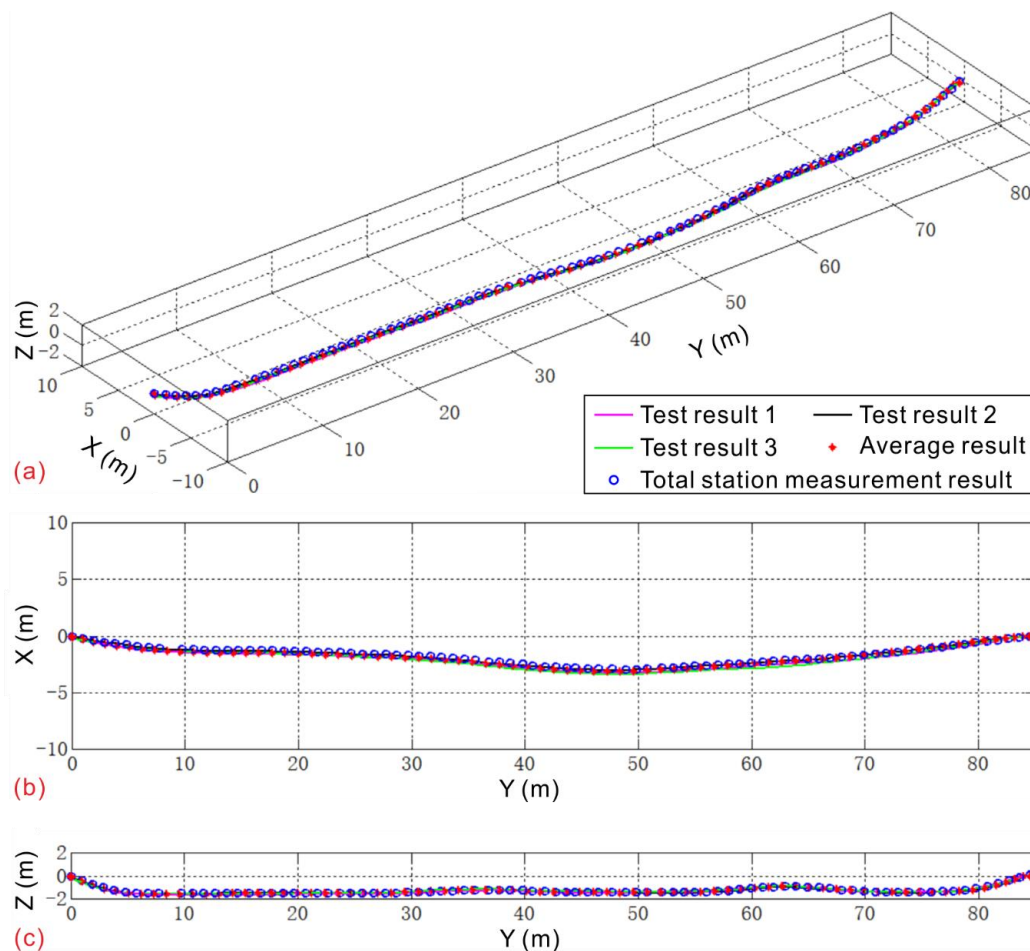 2
0
-2
Z (m)
10
5
0
-5
-10
X (m)
0
10
20
30
40
50
60
70
80
Y (m)
Test result 1
Test result 2
Test result 3
Average result
Total station measurement result
(a)
10
5
0
-5
-10
X (m)
0 10 20 30 40 50 60 70 80
Y (m)
(b)
2
0
-2
Z (m)
0 10 20 30 40 50 60 70 80
Y (m)
(c)